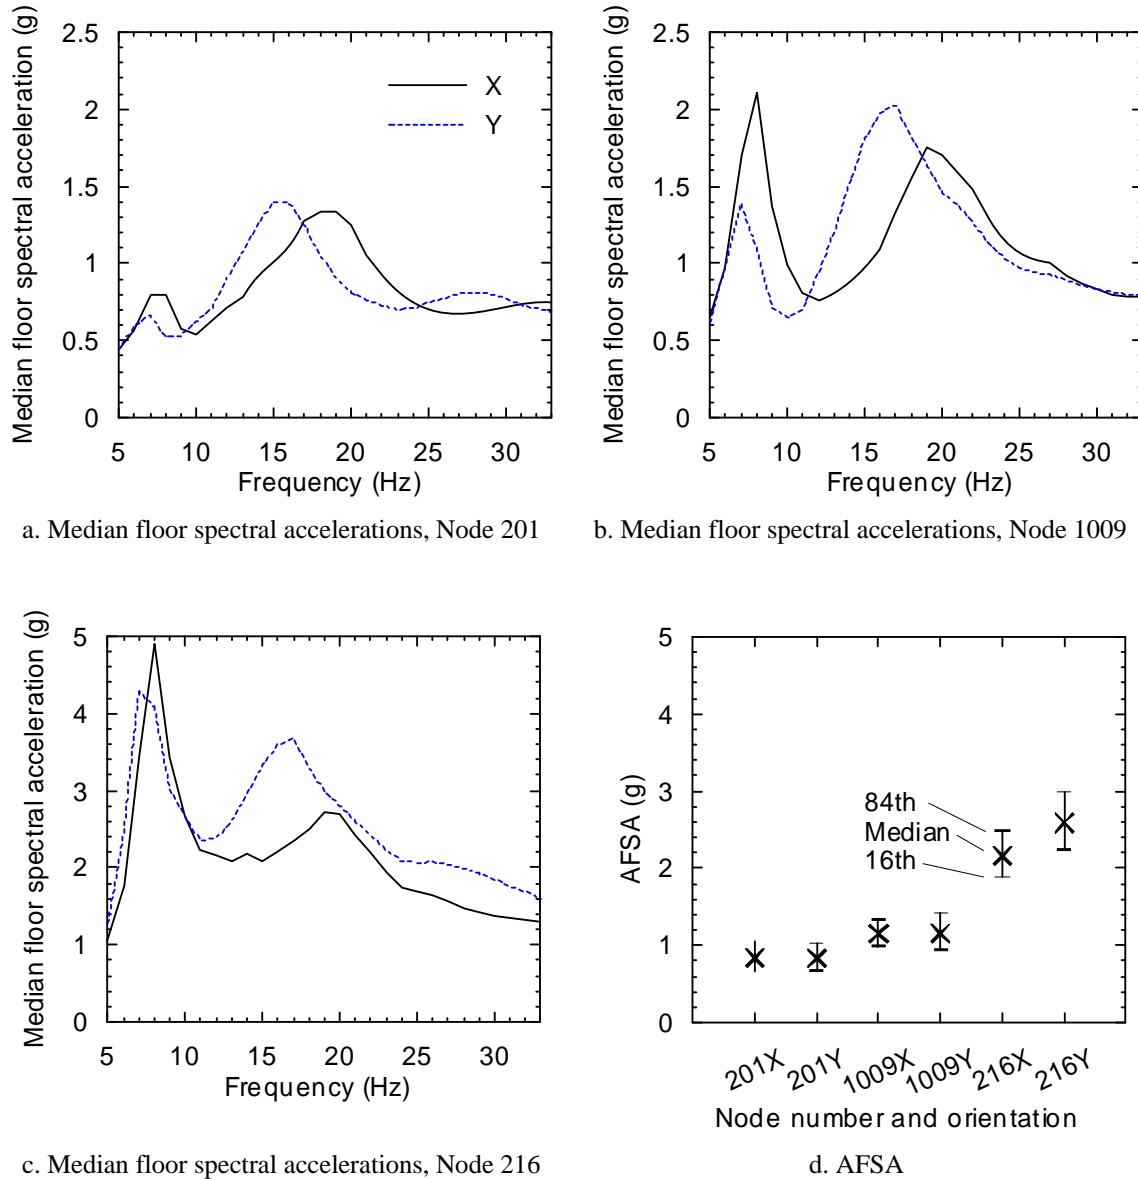 Median floor spectral acceleration (g)
2.5
2
1.5
1
0.5
0
X
Y
5 10 15 20 25 30
Frequency (Hz)
a. Median floor spectral accelerations, Node 201
Median floor spectral acceleration (g)
2.5
2
1.5
1
0.5
0
5 10 15 20 25 30
Frequency (Hz)
b. Median floor spectral accelerations, Node 1009
Median floor spectral acceleration (g)
5
4
3
2
1
0
5 10 15 20 25 30
Frequency (Hz)
c. Median floor spectral accelerations, Node 216
AFSA (g)
5
4
3
2
1
0
84th
Median
16th
201X 201Y 1009X 1009Y 216X 216Y
Node number and orientation
d. AFSA